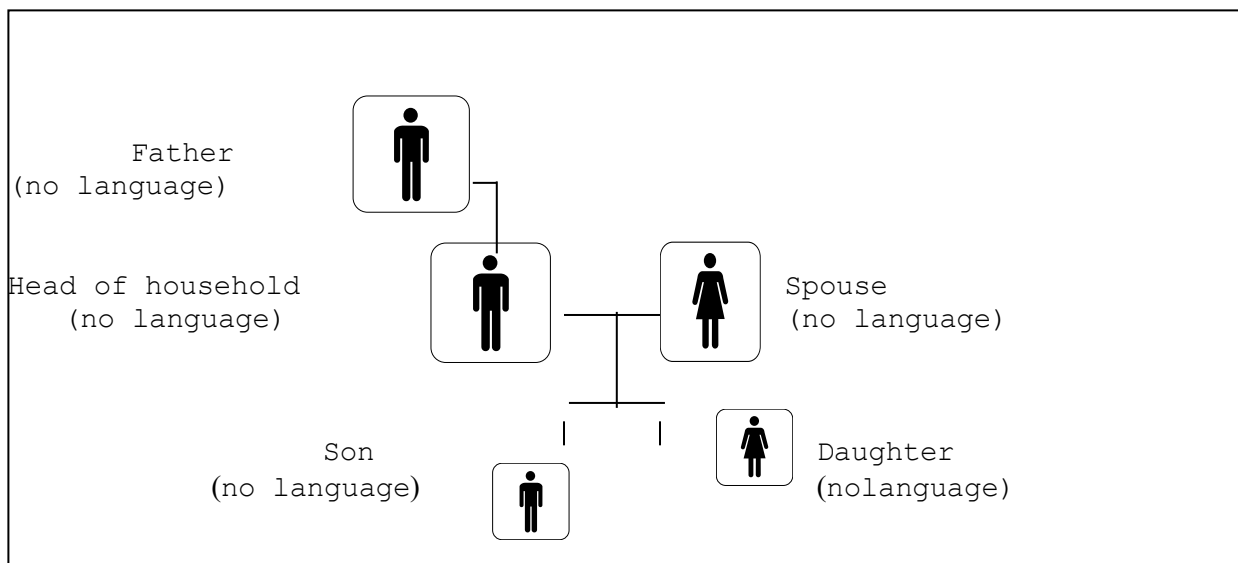 Father
(no language)
Head of household
(no language)
Spouse
(no language)
Son
(no language)
Daughter
(nolanguage)